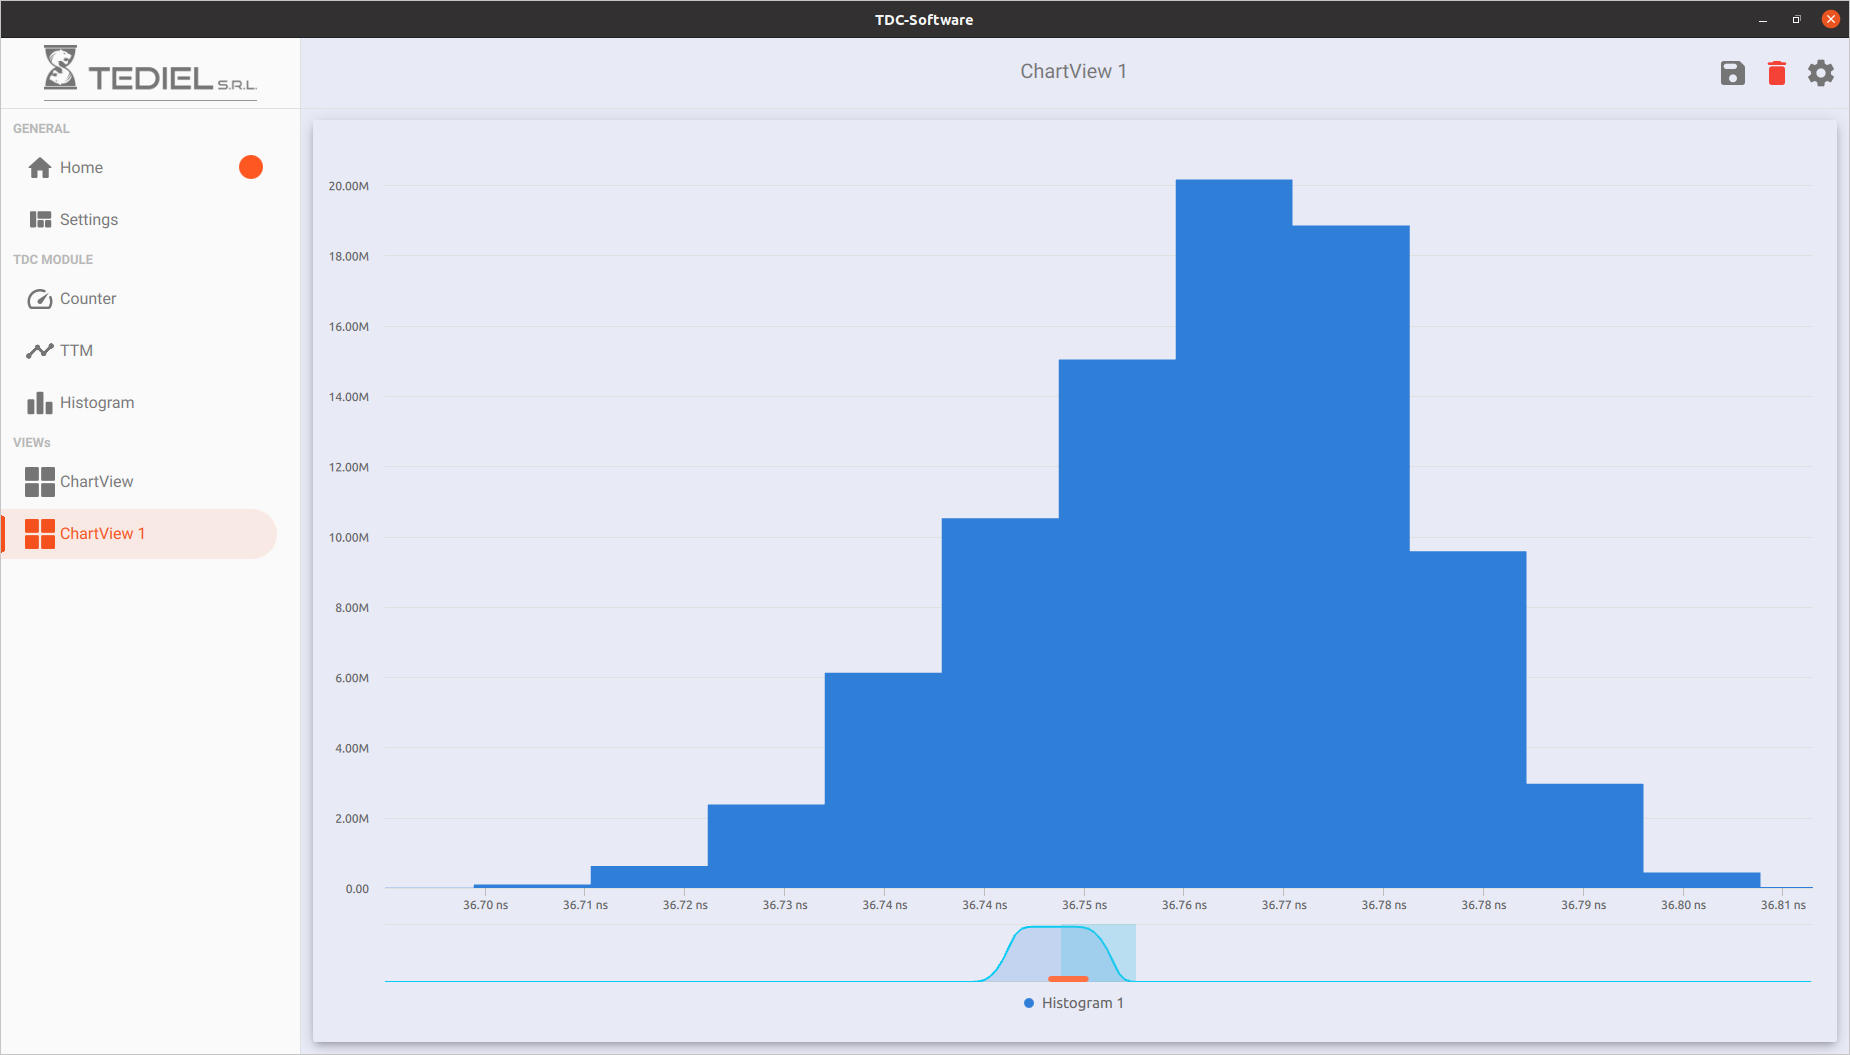 TDC-Software
TEDIEL S.R.L.
ChartView 1
GENERAL
Home
Settings
TDC MODULE
Counter
TTM
Histogram
VIEWs
ChartView
ChartView 1
20.00M
18.00M
16.00M
14.00M
12.00M
10.00M
8.00M
6.00M
4.00M
2.00M
0.00
36.70 ns 36.71 ns 36.72 ns 36.73 ns 36.74 ns 36.74 ns 36.75 ns 36.76 ns 36.77 ns 36.78 ns 36.78 ns 36.79 ns 36.80 ns 36.81 ns
Histogram 1